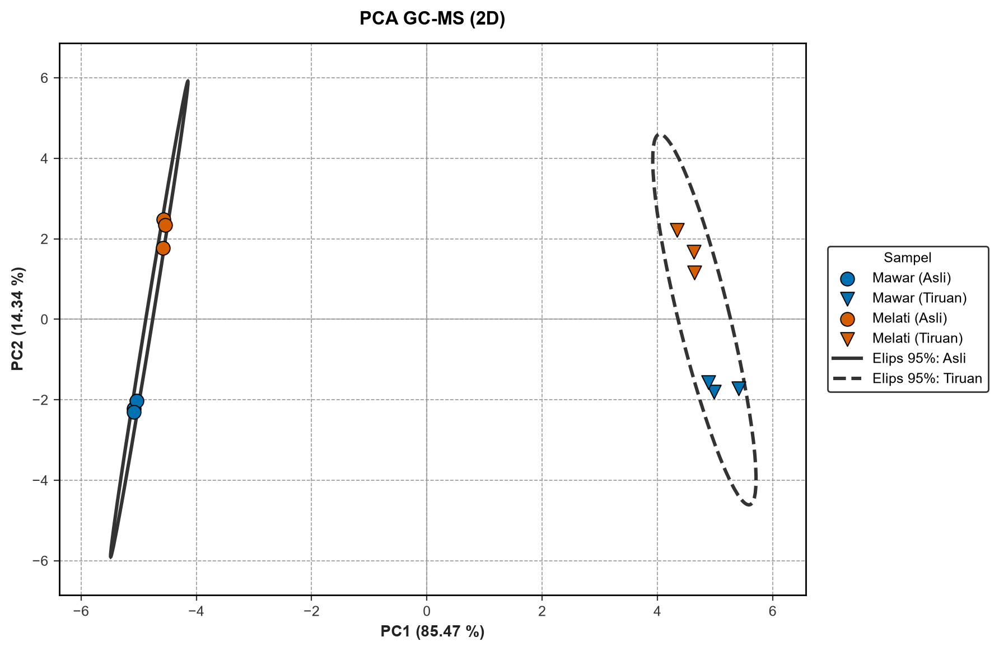 PCA GC-MS (2D)
6
4
2
0
−2
−4
−6
PC2 (14.34 %)
−6
−4
−2
0
2
4
6
PC1 (85.47 %)
Sampel
Mawar (Asli)
Mawar (Tiruan)
Melati (Asli)
Melati (Tiruan)
Elips 95%: Asli
Elips 95%: Tiruan